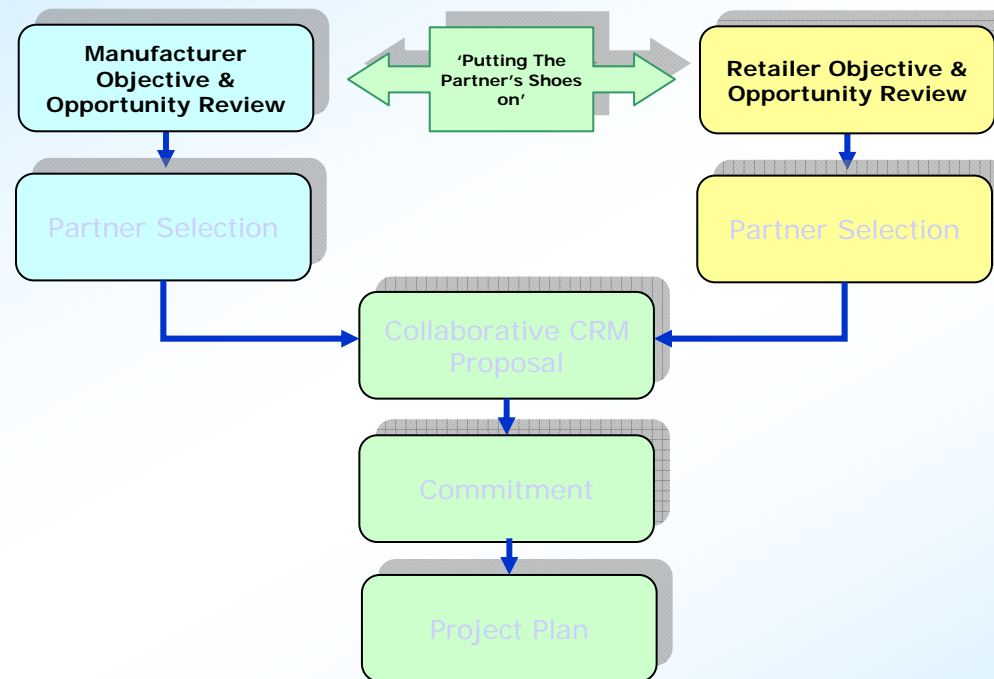 Manufacturer
Objective &
Opportunity Review
‘Putting The
Partner's Shoes
on’
Retailer Objective &
Opportunity Review
Partner Selection
Partner Selection
Collaborative CRM
Proposal
Commitment
Project Plan